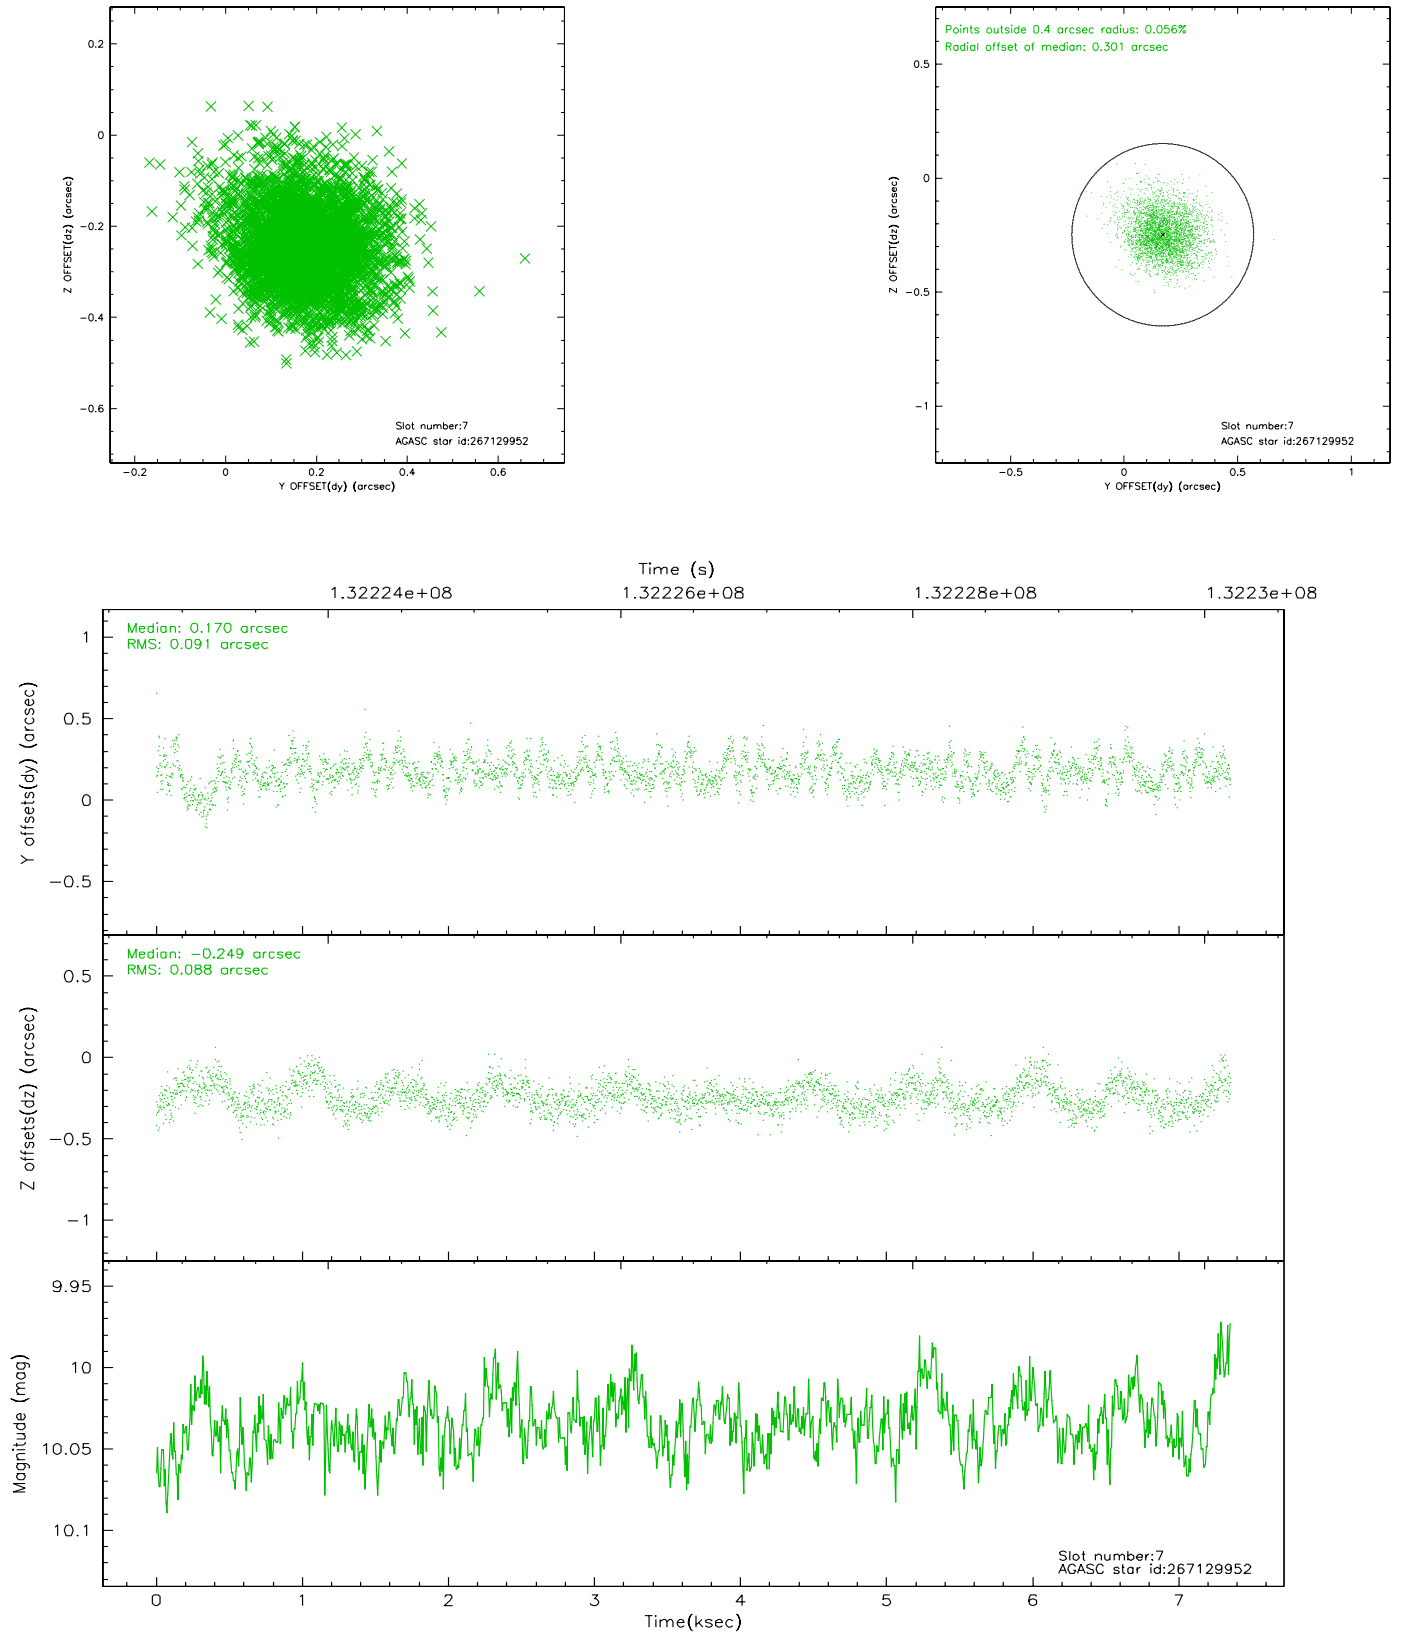 0.2
0
−0.2
−0.4
−0.6
Z OFFSET(dz) (arcsec)
Slot number:7
AGASC star id:267129952
−0.2 0 0.2 0.4 0.6
Y OFFSET(dy) (arcsec)
Points outside 0.4 arcsec radius: 0.056%
Radial offset of median: 0.301 arcsec
0.5
0
−0.5
−1
Z OFFSET(dz) (arcsec)
Slot number:7
AGASC star id:267129952
−0.5 0 0.5 1
Y OFFSET(dy) (arcsec)
Time (s)
1.32224e+08 1.32226e+08 1.32228e+08 1.3223e+08
Median: 0.170 arcsec
RMS: 0.091 arcsec
1
0.5
0
−0.5
Y offsets(dy) (arcsec)
Median: −0.249 arcsec
RMS: 0.088 arcsec
0.5
0
−0.5
−1
Z offsets(dz) (arcsec)
9.95
10
10.05
10.1
Magnitude (mag)
Slot number:7
AGASC star id:267129952
0 1 2 3 4 5 6 7
Time(ksec)